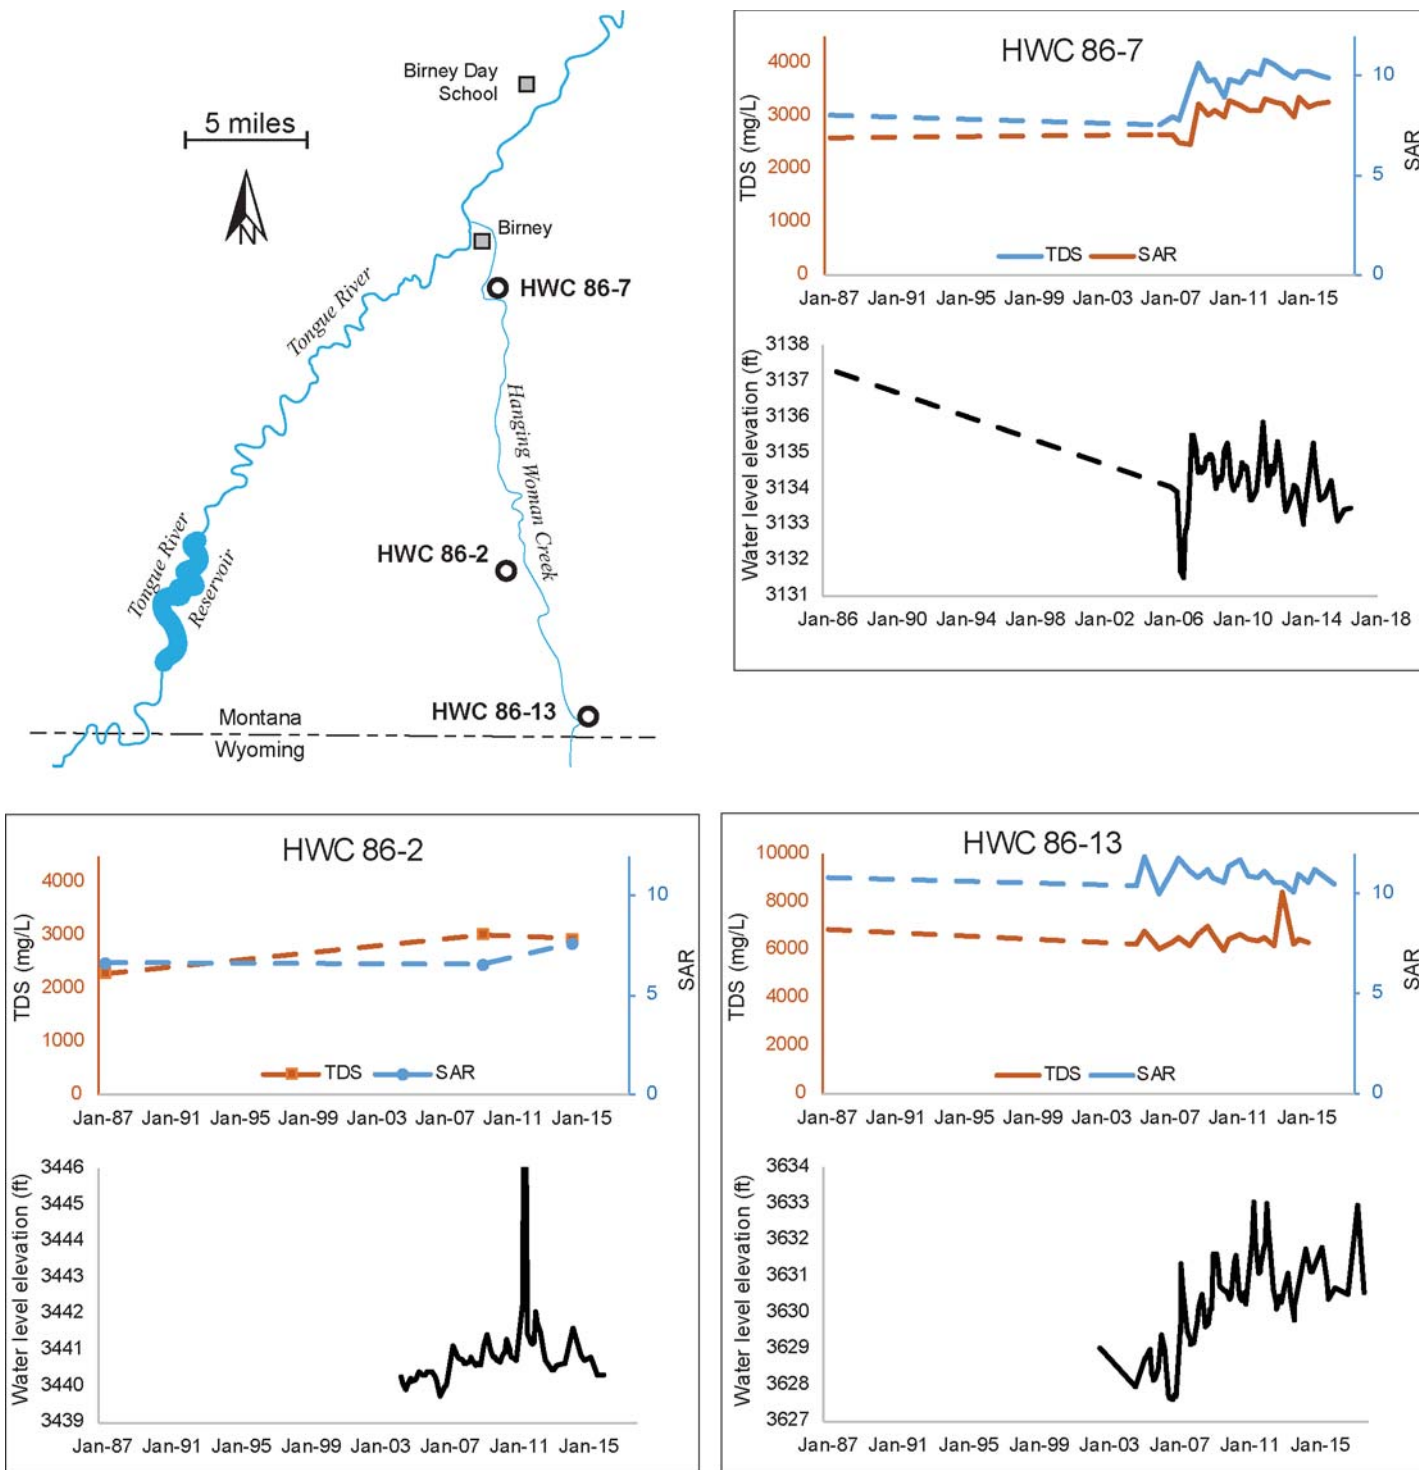 Birney Day
School
5 miles
N
Birney
HWC 86-7
Tongue River
Hanging Woman Creek
HWC 86-2
Tongue River
Reservoir
HWC 86-13
Montana
Wyoming
HWC 86-7
TDS (mg/L)
4000
3000
2000
1000
0
10
5
0
SAR
TDS SAR
Jan-87 Jan-91 Jan-95 Jan-99 Jan-03 Jan-07 Jan-11 Jan-15
Water level elevation (ft)
3138
3137
3136
3135
3134
3133
3132
3131
Jan-86 Jan-90 Jan-94 Jan-98 Jan-02 Jan-06 Jan-10 Jan-14 Jan-18
HWC 86-2
TDS (mg/L)
4000
3000
2000
1000
0
10
5
0
SAR
TDS SAR
Jan-87 Jan-91 Jan-95 Jan-99 Jan-03 Jan-07 Jan-11 Jan-15
Water level elevation (ft)
3446
3445
3444
3443
3442
3441
3440
3439
Jan-87 Jan-91 Jan-95 Jan-99 Jan-03 Jan-07 Jan-11 Jan-15
HWC 86-13
TDS (mg/L)
10000
8000
6000
4000
2000
0
10
5
0
SAR
TDS SAR
Jan-87 Jan-91 Jan-95 Jan-99 Jan-03 Jan-07 Jan-11 Jan-15
Water level elevation (ft)
3634
3633
3632
3631
3630
3629
3628
3627
Jan-87 Jan-91 Jan-95 Jan-99 Jan-03 Jan-07 Jan-11 Jan-15